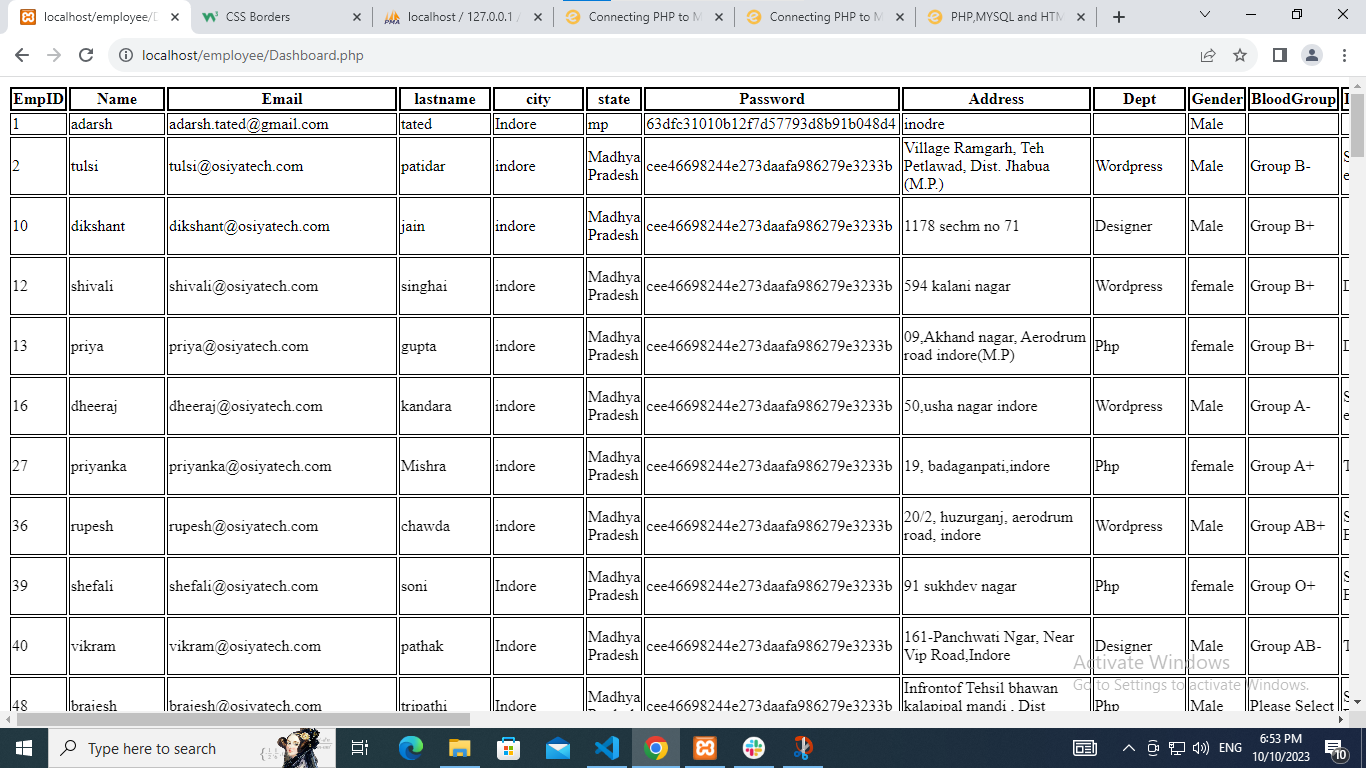 localhost/employee/D
CSS Borders
localhost / 127.0.0.1 /
Connecting PHP to M
Connecting PHP to M
PHP,MYSQL and HTM
localhost/employee/Dashboard.php
EmpID Name Email lastname city state Password Address Dept Gender BloodGroup
1 adarsh adarsh.tated@gmail.com tated Indore mp 63dfc31010b12f7d57793d8b91b048d4 inodre Male
2 tulsi tulsi@osiyatech.com patidar indore Madhya Pradesh cee46698244e273daafa986279e3233b Village Ramgarh, Teh Petlawad, Dist. Jhabua (M.P.) Wordpress Male Group B- S e
10 dikshant dikshant@osiyatech.com jain indore Madhya Pradesh cee46698244e273daafa986279e3233b 1178 sechm no 71 Designer Male Group B+
12 shivali shivali@osiyatech.com singhai indore Madhya Pradesh cee46698244e273daafa986279e3233b 594 kalani nagar Wordpress female Group B+
13 priya priya@osiyatech.com gupta indore Madhya Pradesh cee46698244e273daafa986279e3233b 09,Akhand nagar, Aerodrum road indore(M.P) Php female Group B+
16 dheeraj dheeraj@osiyatech.com kandara indore Madhya Pradesh cee46698244e273daafa986279e3233b 50,usha nagar indore Wordpress Male Group A- S e
27 priyanka priyanka@osiyatech.com Mishra indore Madhya Pradesh cee46698244e273daafa986279e3233b 19, badaganpati,indore Php female Group A+
36 rupesh rupesh@osiyatech.com chawda indore Madhya Pradesh cee46698244e273daafa986279e3233b 20/2, huzurganj, aerodrum road, indore Wordpress Male Group AB+
39 shefali shefali@osiyatech.com soni Indore Madhya Pradesh cee46698244e273daafa986279e3233b 91 sukhdev nagar Php female Group O+
40 vikram vikram@osiyatech.com pathak Indore Madhya Pradesh cee46698244e273daafa986279e3233b 161-Panchwati Ngar, Near Vip Road,Indore Designer Male Group AB-
48 brajesh brajesh@osiyatech.com tripathi Indore Madhya cee46698244e273daafa986279e3233b Infrontof Tehsil bhawan kalapipal mandi , Dist Php Male Please Select
Activate Windows
Go to Settings to activate Windows.
Type here to search
ENG
6:53 PM
10/10/2023
10